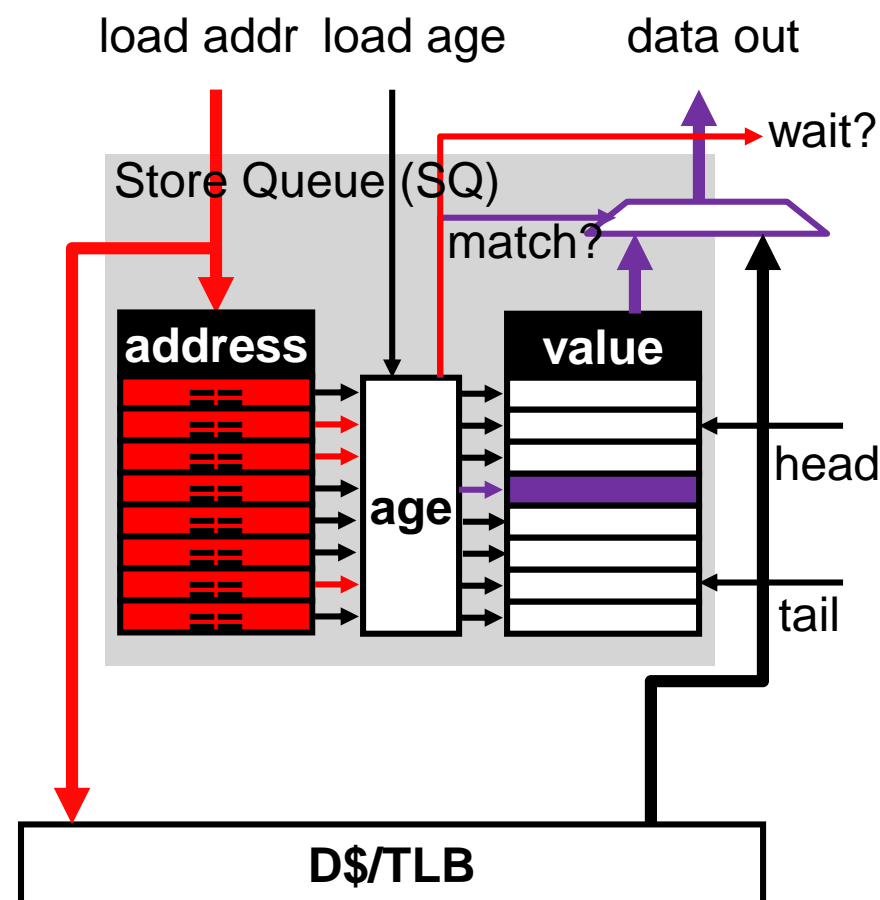 load addr load age data out
wait?
Store Queue (SQ)
match?
address
value
==
==
==
==
==
==
==
==
age
head
tail
D$/TLB